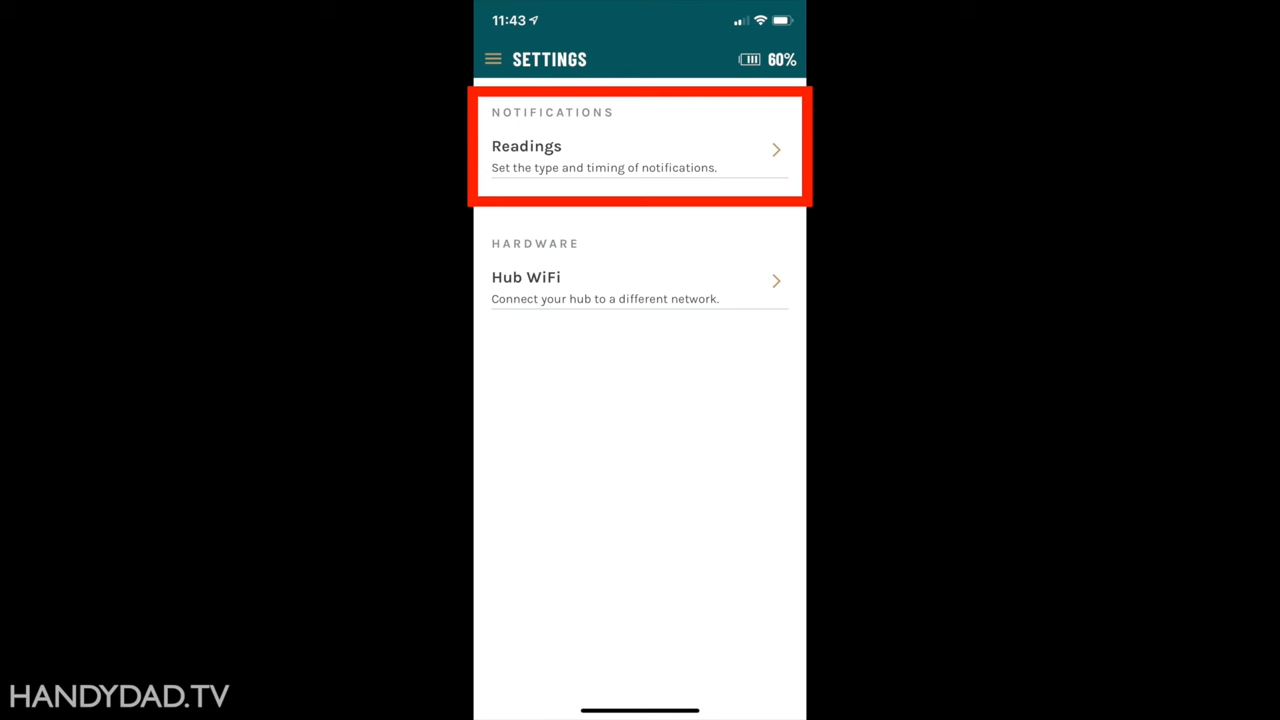 11:43
SETTINGS
60%
NOTIFICATIONS
Readings
Set the type and timing of notifications.
HARDWARE
Hub WiFi
Connect your hub to a different network.
HANDYDAD.TV